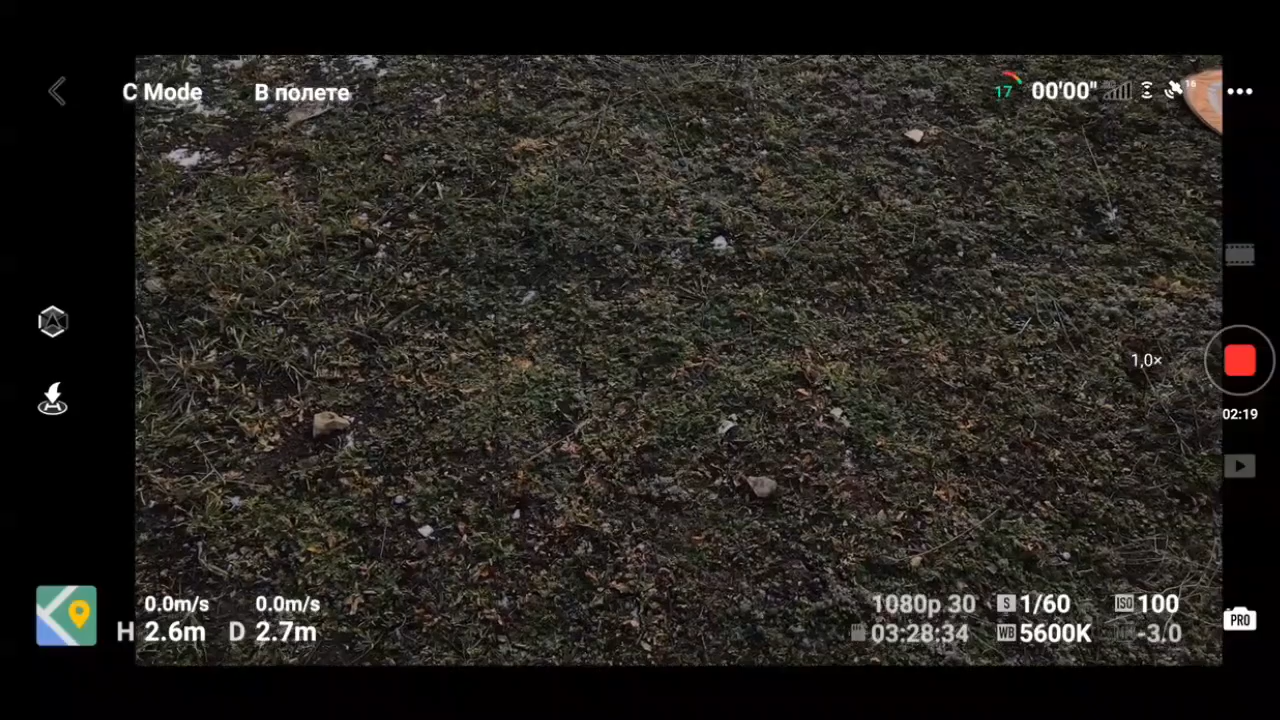 C Mode
В полете
17
00'00"
16
1,0×
02:19
0.0m/s 0.0m/s
H 2.6m D 2.7m
1080p 30
S 1/60
ISO 100
03:28:34
WB 5600K
-3.0
PRO